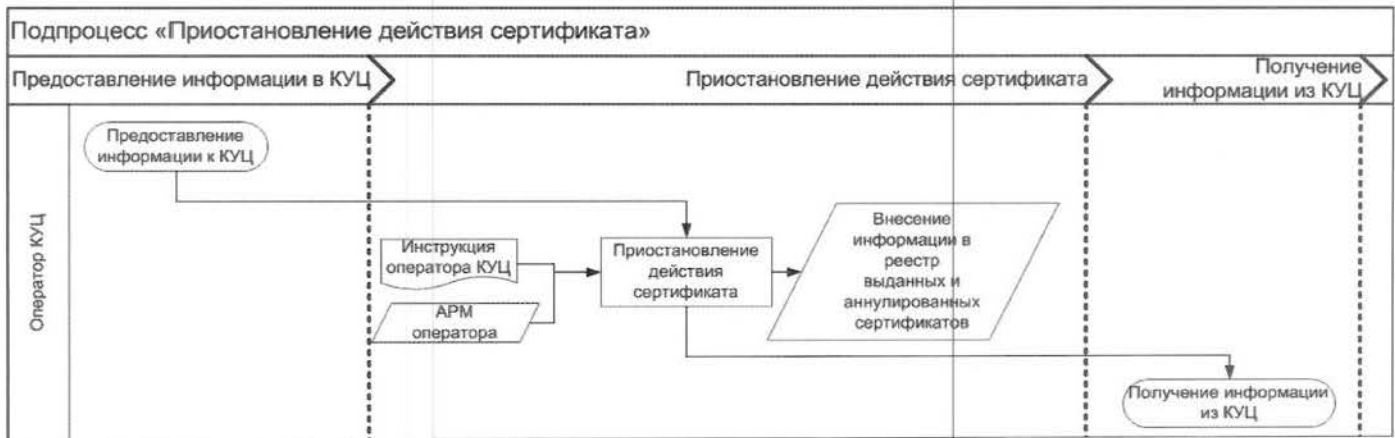 Подпроцесс «Приостановление действия сертификата»
Предоставление информации в КУЦ
Приостановление действия сертификата
Получение
информации из КУЦ
Оператор КУЦ
Предоставление
информации к КУЦ
Инструкция
оператора КУЦ
АРМ
оператора
Приостановление
действия
сертификата
Внесение
информации в
реестр
выданных и
аннулированных
сертификатов
Получение информации
из КУЦ